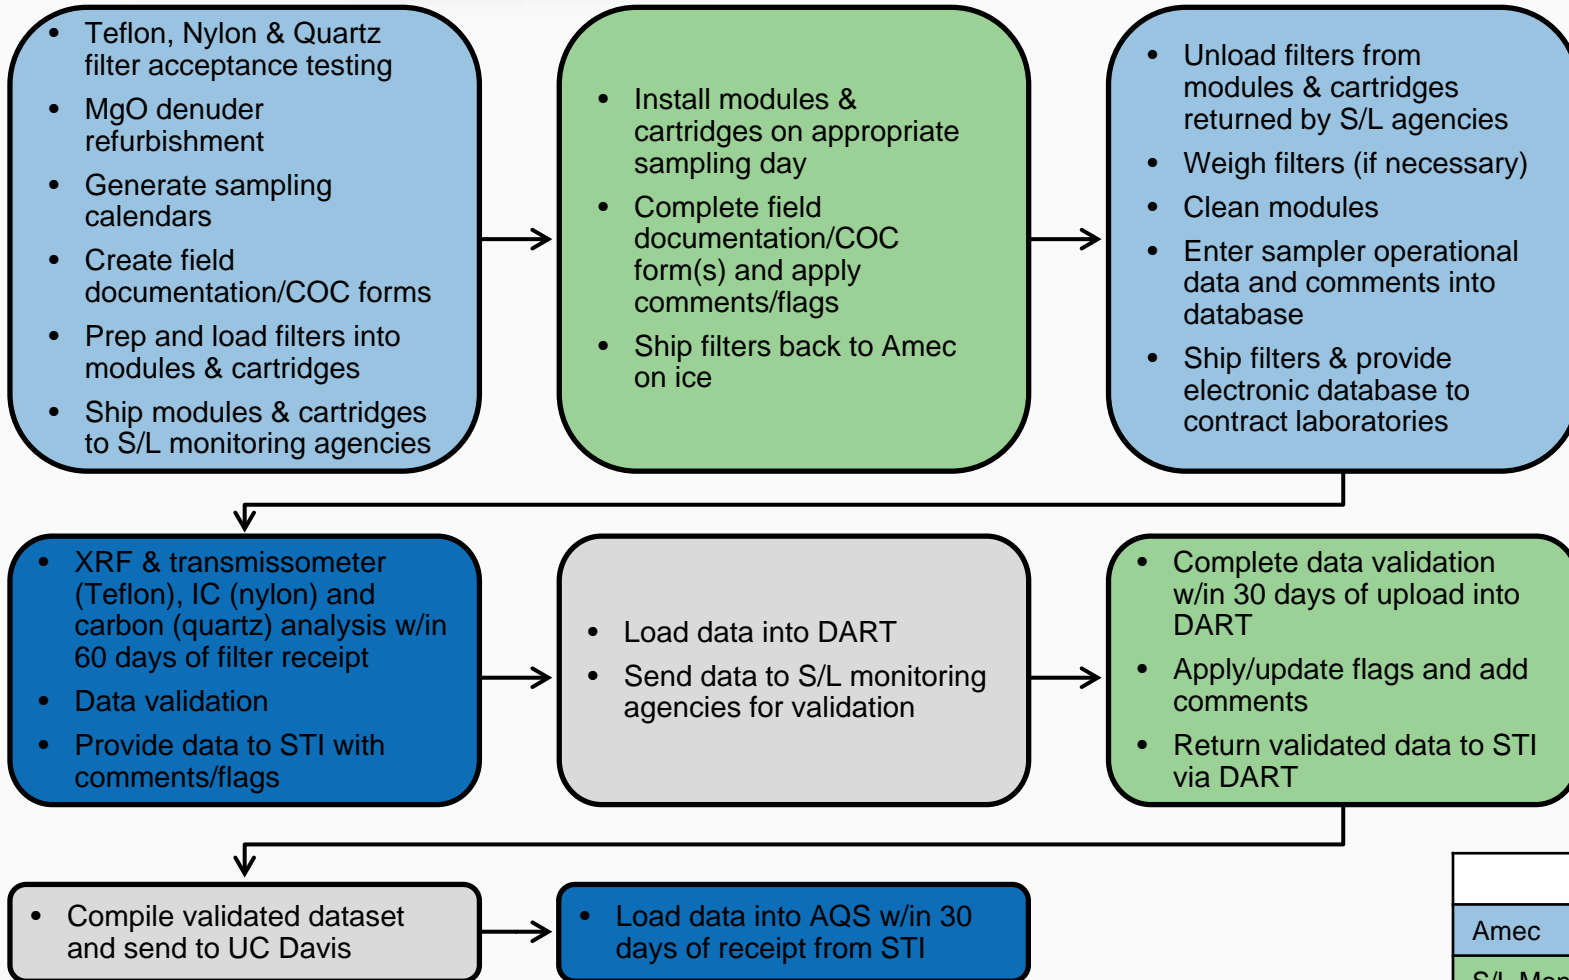 • Teflon, Nylon & Quartz
filter acceptance testing
• MgO denuder
refurbishment
• Generate sampling
calendars
• Create field
documentation/COC forms
• Prep and load filters into
modules & cartridges
• Ship modules & cartridges
to S/L monitoring agencies
• Install modules &
cartridges on appropriate
sampling day
• Complete field
documentation/COC
form(s) and apply
comments/flags
• Ship filters back to Amec
on ice
• Unload filters from
modules & cartridges
returned by S/L agencies
• Weigh filters (if necessary)
• Clean modules
• Enter sampler operational
data and comments into
database
• Ship filters & provide
electronic database to
contract laboratories
• XRF & transmissometer
(Teflon), IC (nylon) and
carbon (quartz) analysis w/in
60 days of filter receipt
• Data validation
• Provide data to STI with
comments/flags
• Load data into DART
• Send data to S/L monitoring
agencies for validation
• Complete data validation
w/in 30 days of upload into
DART
• Apply/update flags and add
comments
• Return validated data to STI
via DART
• Compile validated dataset
and send to UC Davis
• Load data into AQS w/in 30
days of receipt from STI
Amec
S/L